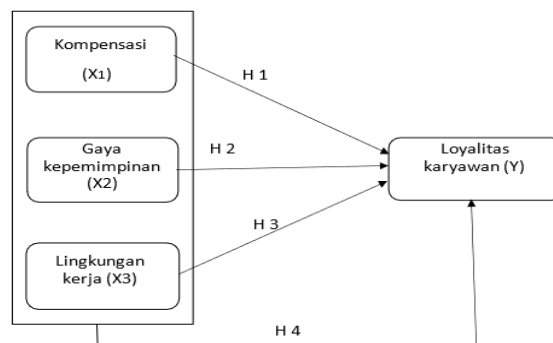 Kompensasi
(X1)
H 1
Gaya
kepemimpinan
(X2)
H 2
Loyalitas
karyawan (Y)
H 3
Lingkungan
kerja (X3)
H 4